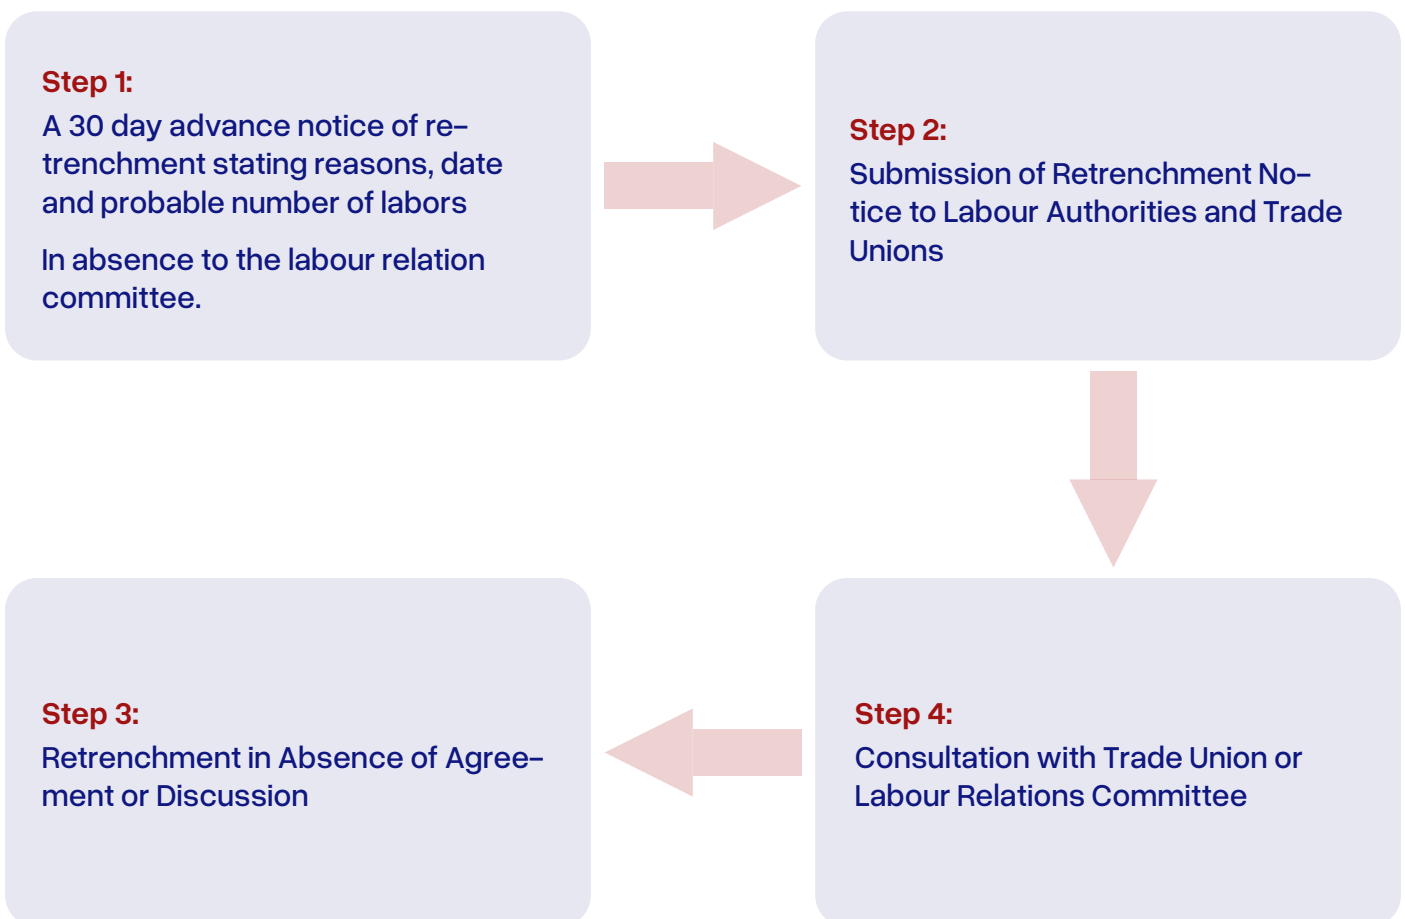 Step 1:
A 30 day advance notice of re–
trenchment stating reasons, date
and probable number of labors
In absence to the labour relation
committee.
Step 2:
Submission of Retrenchment No–
tice to Labour Authorities and Trade
Unions
Step 3:
Retrenchment in Absence of Agree–
ment or Discussion
Step 4:
Consultation with Trade Union or
Labour Relations Committee